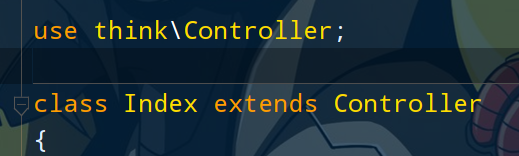 use think\Controller;
class Index extends Controller
{